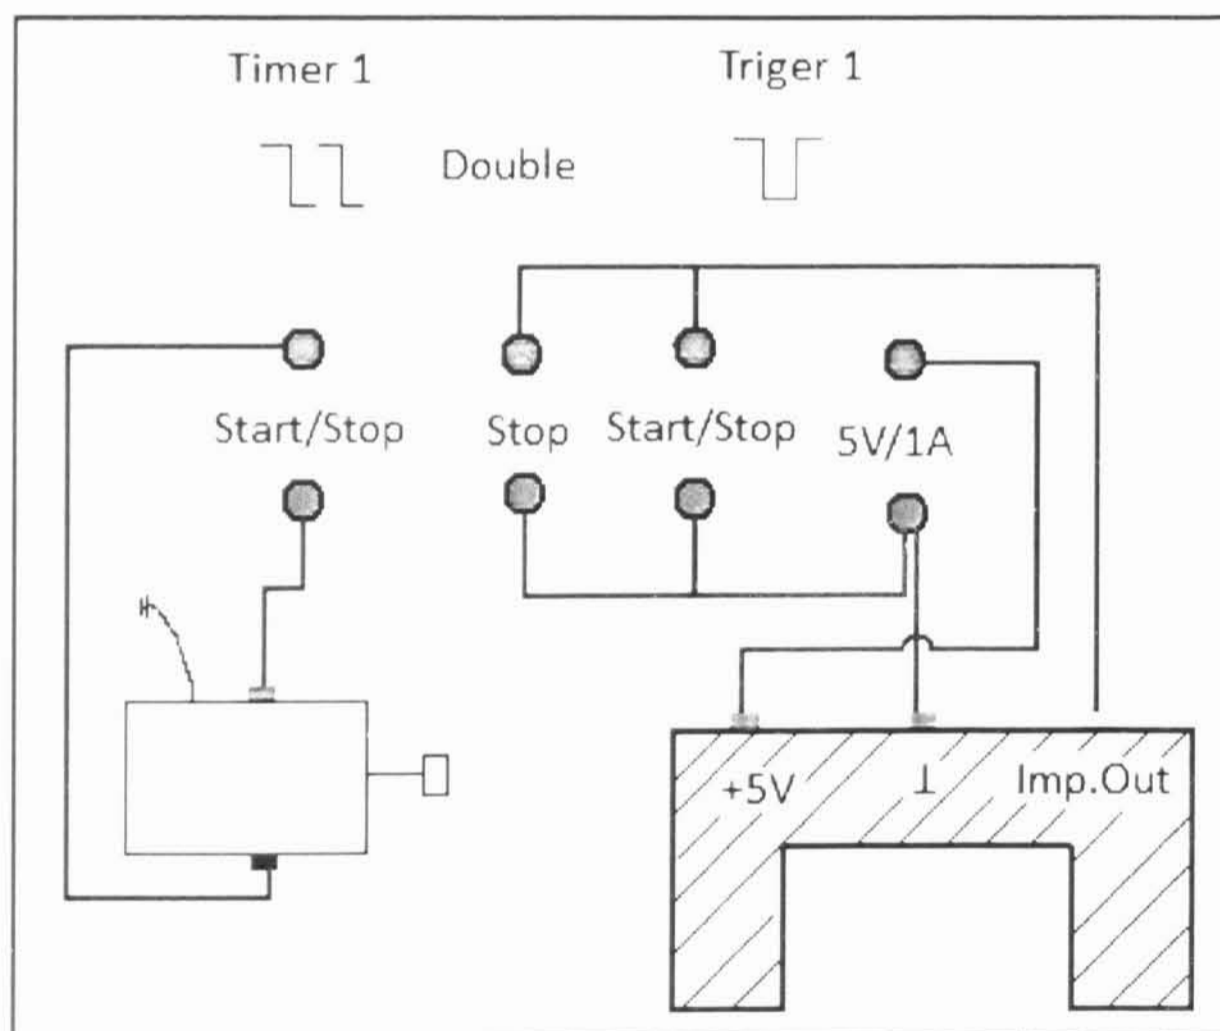 Timer 1
Triger 1
Double
Start/Stop
Stop
Start/Stop
5V/1A
+5V
⊥
Imp.Out